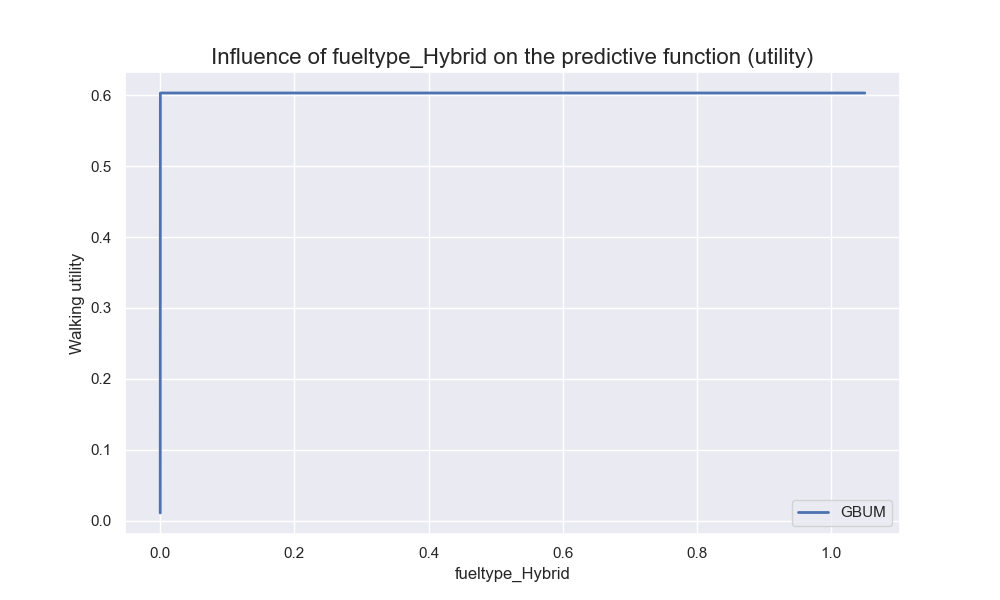 Influence of fueltype_Hybrid on the predictive function (utility)
Walking utility
0.6
0.5
0.4
0.3
0.2
0.1
0.0
GBUM
0.0 0.2 0.4 0.6 0.8 1.0
fueltype_Hybrid